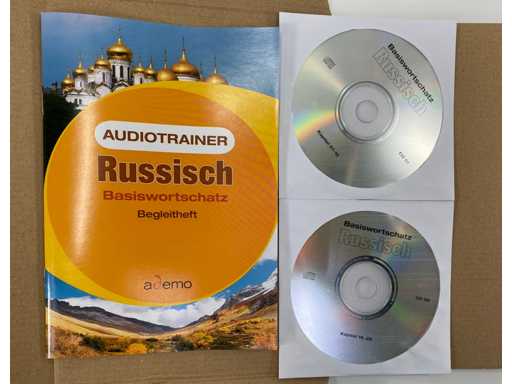 AUDIOTRAINER
Russisch
Basiswortschatz
Begleitheft
ademo
Basiswortschatz
Russisch
Basiswortschatz
Russisch